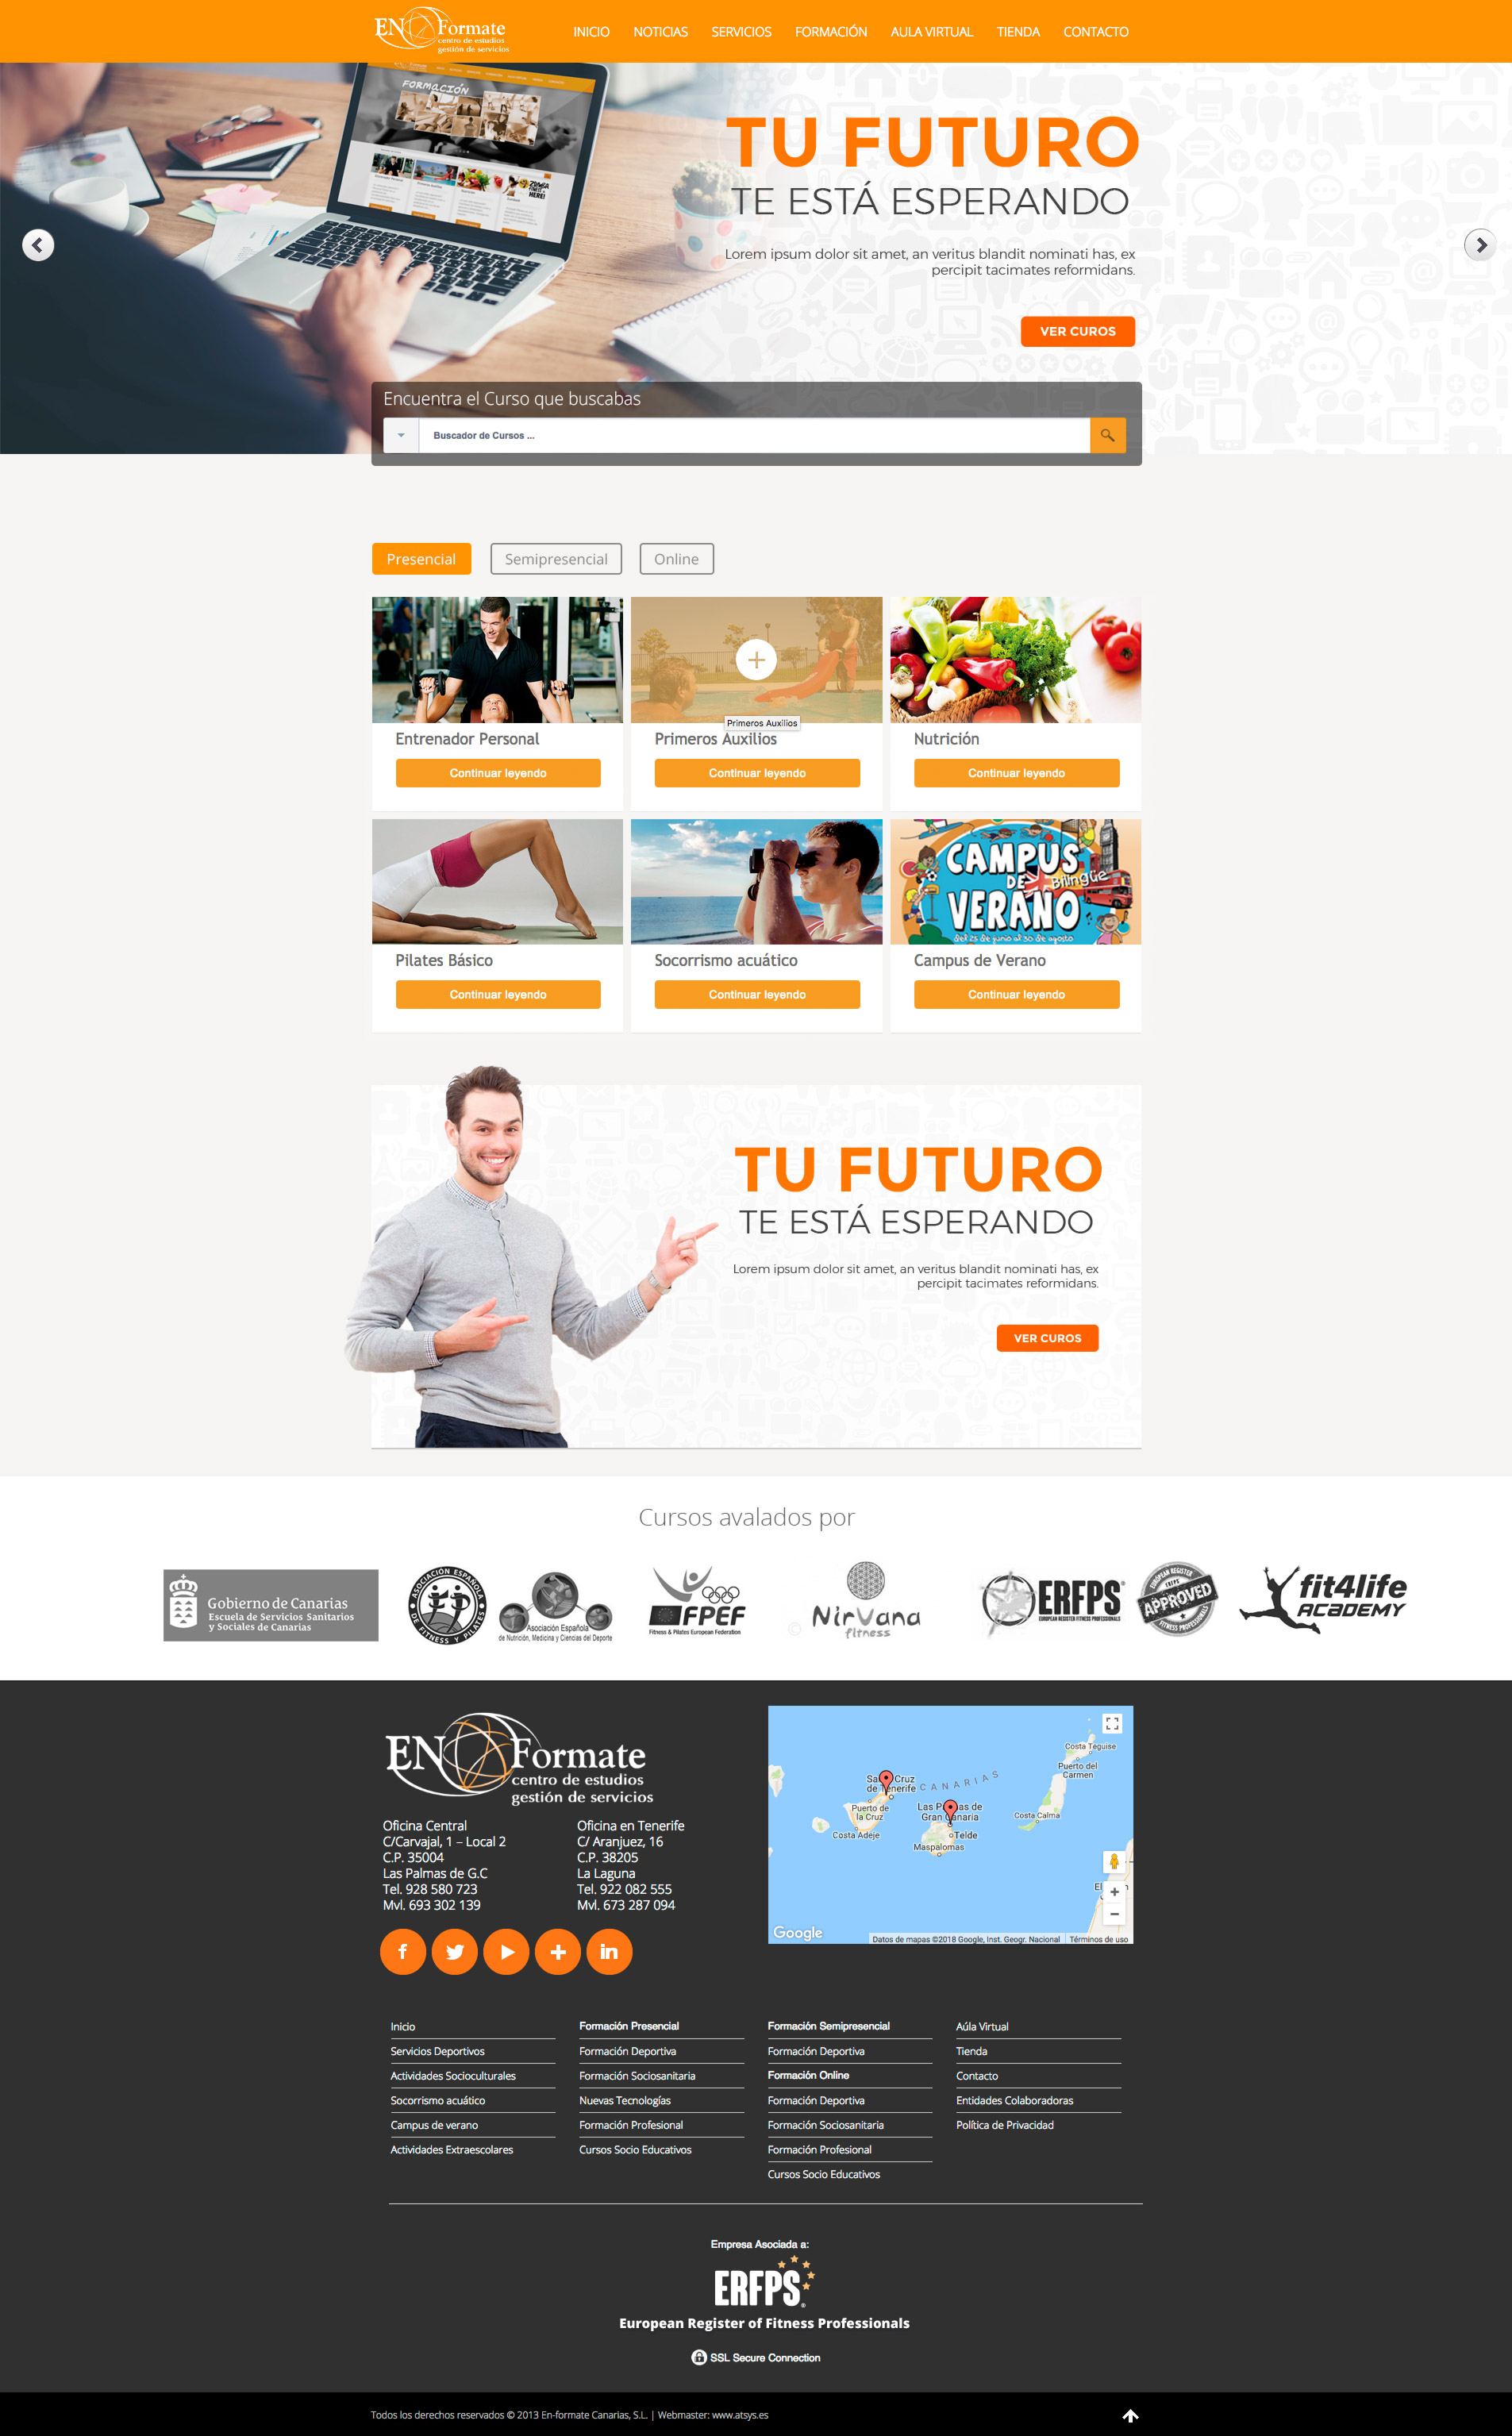 EN Formate
centro de estudios
gestión de servicios
INICIO NOTICIAS SERVICIOS FORMACIÓN AULA VIRTUAL TIENDA CONTACTO
FORMACIÓN
TU FUTURO
TE ESTÁ ESPERANDO
Lorem ipsum dolor sit amet, an veritus blandit nominati has, ex
percipit tacimates reformidans.
VER CUROS
Encuentra el Curso que buscabas
Buscador de Cursos ...
Presencial Semipresencial Online
Primeros Auxilios
Entrenador Personal Primeros Auxilios Nutrición
Continuar leyendo Continuar leyendo Continuar leyendo
CAMPUS
DE Bilingüe
VERANO
del 25 de junio al 30 de agosto
Pilates Básico Socorrismo acuático Campus de Verano
Continuar leyendo Continuar leyendo Continuar leyendo
TU FUTURO
TE ESTÁ ESPERANDO
Lorem ipsum dolor sit amet, an veritus blandit nominati has, ex
percipit tacimates reformidans.
VER CUROS
Cursos avalados por
Gobierno de Canarias
Escuela de Servicios Sanitarios
y Sociales de Canarias
ASOCIACIÓN ESPAÑOLA
DE FITNESS Y PILATES
Asociación Española
de Nutrición, Medicina y Ciencias del Deporte
FPEF
Fitness & Pilates European Federation
©
Nirvana
fitness
ERFPS
EUROPEAN REGISTER FITNESS PROFESSIONALS
EUROPEAN REGISTER
ERFPS
APPROVED
FITNESS PROFESSIONALS
fit4life
ACADEMY
EN Formate
centro de estudios
gestión de servicios
Oficina Central
C/Carvajal, 1 – Local 2
C.P. 35004
Las Palmas de G.C
Tel. 928 580 723
Mvl. 693 302 139
Oficina en Tenerife
C/ Aranjuez, 16
C.P. 38205
La Laguna
Tel. 922 082 555
Mvl. 673 287 094
Costa Teguise
Puerto del
Carmen
CANARIAS
Puerto de
la Cruz
Costa Adeje
Gran Canaria
Telde
Maspalomas
Costa Calma
Google
Datos de mapas ©2018 Google, Inst. Geogr. Nacional Términos de uso
Inicio
Servicios Deportivos
Actividades Socioculturales
Socorrismo acuático
Campus de verano
Actividades Extraescolares
Formación Presencial
Formación Deportiva
Formación Sociosanitaria
Nuevas Tecnologías
Formación Profesional
Cursos Socio Educativos
Formación Semipresencial
Formación Deportiva
Formación Online
Formación Deportiva
Formación Sociosanitaria
Formación Profesional
Cursos Socio Educativos
Aúla Virtual
Tienda
Contacto
Entidades Colaboradoras
Política de Privacidad
Empresa Asociada a:
ERFPS®
European Register of Fitness Professionals
SSL Secure Connection
Todos los derechos reservados © 2013 En-formate Canarias, S.L. | Webmaster: www.atsys.es